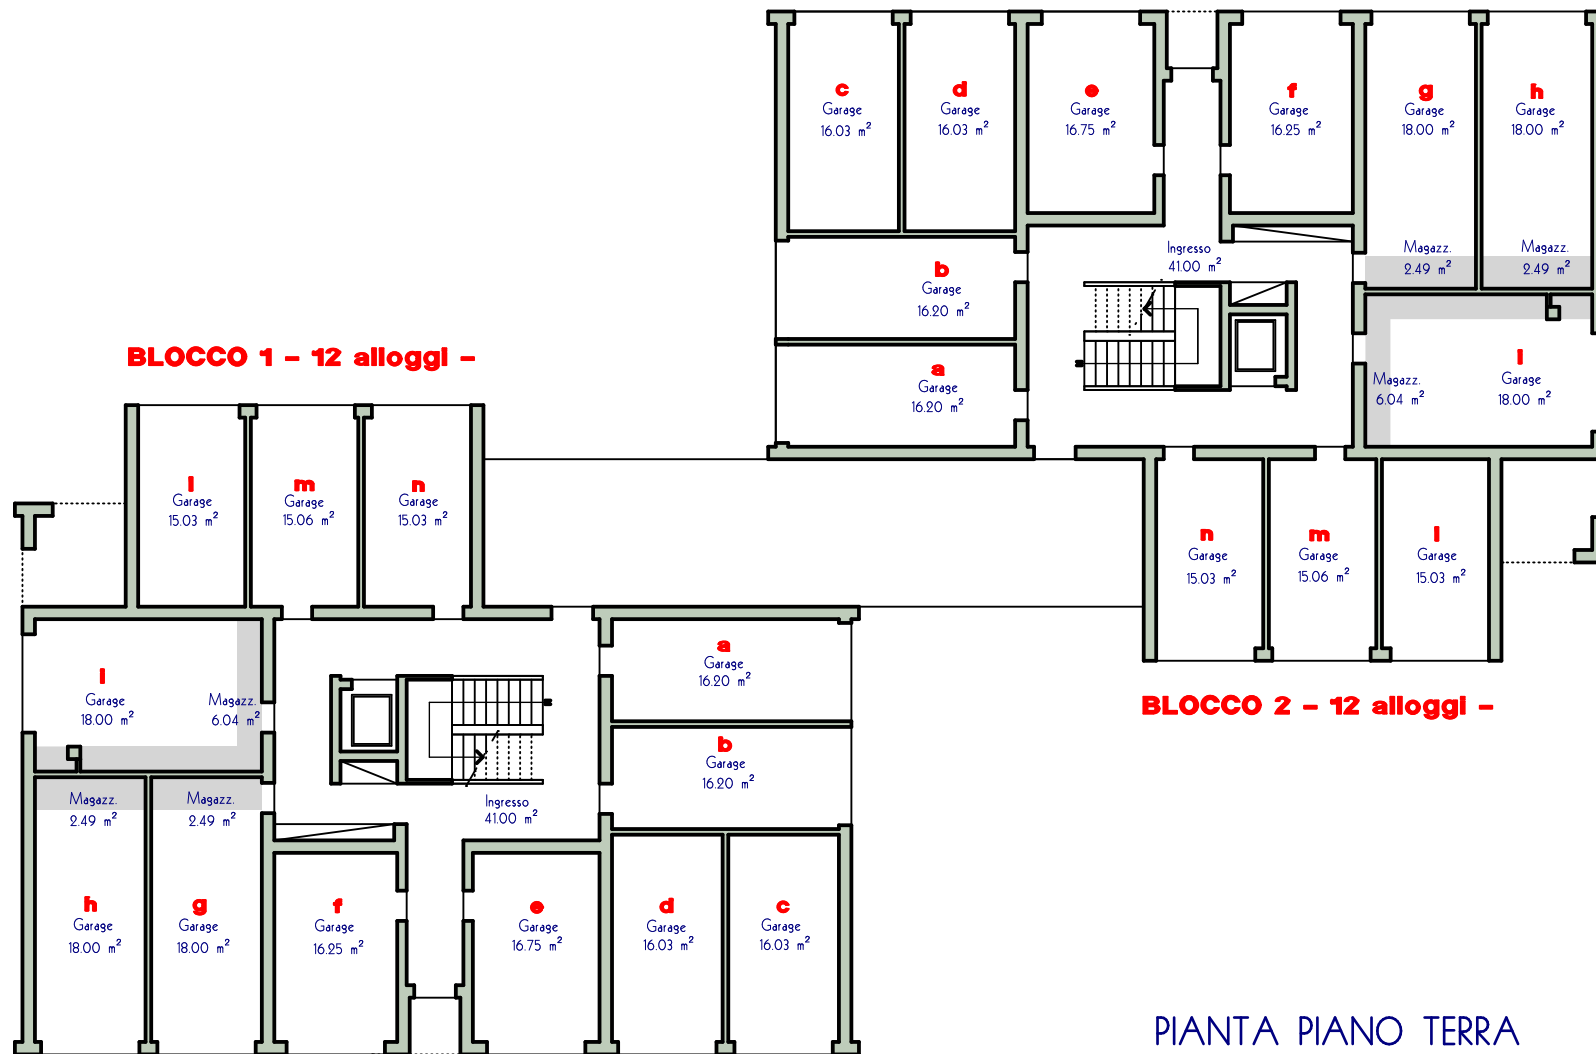 c
Garage
16.03 m²
d
Garage
16.03 m²
e
Garage
16.75 m²
f
Garage
16.25 m²
g
Garage
18.00 m²
h
Garage
18.00 m²
Magazz.
2.49 m²
Magazz.
2.49 m²
Ingresso
41.00 m²
b
Garage
16.20 m²
a
Garage
16.20 m²
Magazz.
6.04 m²
l
Garage
18.00 m²
n
Garage
15.03 m²
m
Garage
15.06 m²
l
Garage
15.03 m²
BLOCCO 2 – 12 alloggi –
BLOCCO 1 – 12 alloggi –
l
Garage
15.03 m²
m
Garage
15.06 m²
n
Garage
15.03 m²
l
Garage
18.00 m²
Magazz.
6.04 m²
a
Garage
16.20 m²
b
Garage
16.20 m²
Magazz.
2.49 m²
Magazz.
2.49 m²
Ingresso
41.00 m²
h
Garage
18.00 m²
g
Garage
18.00 m²
f
Garage
16.25 m²
e
Garage
16.75 m²
d
Garage
16.03 m²
c
Garage
16.03 m²
PIANTA PIANO TERRA